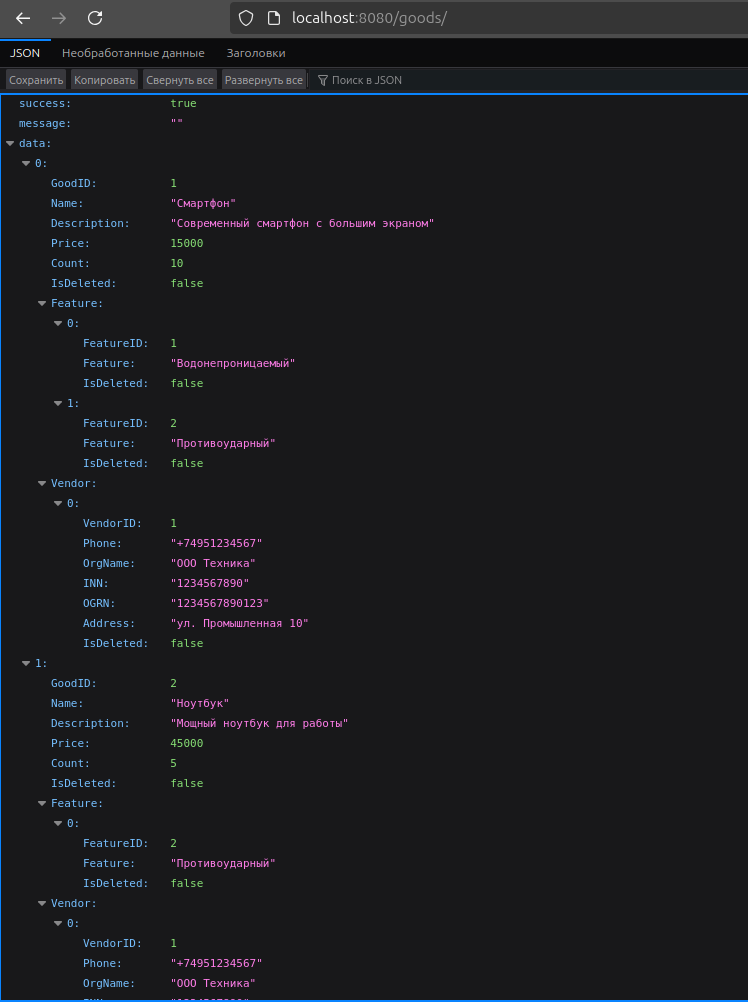 localhost:8080/goods/
JSON Необработанные данные Заголовки
Сохранить Копировать Свернуть все Развернуть все Поиск в JSON
success: true
message: ""
data:
0:
GoodID: 1
Name: "Смартфон"
Description: "Современный смартфон с большим экраном"
Price: 15000
Count: 10
IsDeleted: false
Feature:
0:
FeatureID: 1
Feature: "Водонепроницаемый"
IsDeleted: false
1:
FeatureID: 2
Feature: "Противоударный"
IsDeleted: false
Vendor:
0:
VendorID: 1
Phone: "+74951234567"
OrgName: "ООО Техника"
INN: "1234567890"
OGRN: "1234567890123"
Address: "ул. Промышленная 10"
IsDeleted: false
1:
GoodID: 2
Name: "Ноутбук"
Description: "Мощный ноутбук для работы"
Price: 45000
Count: 5
IsDeleted: false
Feature:
0:
FeatureID: 2
Feature: "Противоударный"
IsDeleted: false
Vendor:
0:
VendorID: 1
Phone: "+74951234567"
OrgName: "ООО Техника"